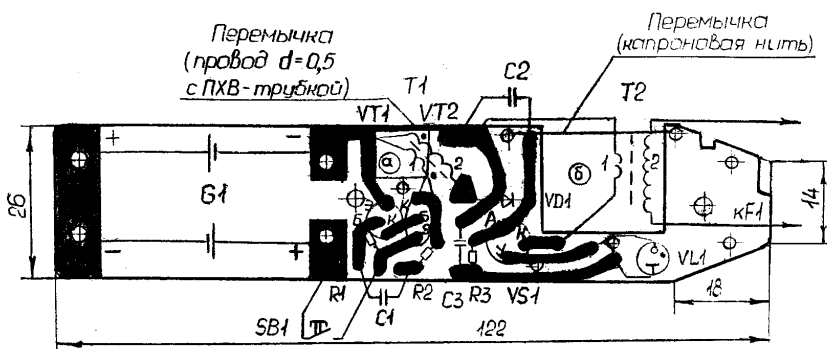 Перемычка
(провод d=0,5
с ПХВ-трубкой)
Перемычка
(капроновая нить)
T1
C2
T2
VT1
VT2
+
-
а
1
2
б
1
2
26
G1
Э
К
К
Б
Б
А
VD1
К
У
кF1
14
-
+
VL1
R1
R2
C3
R3
VS1
C1
18
SB1
122